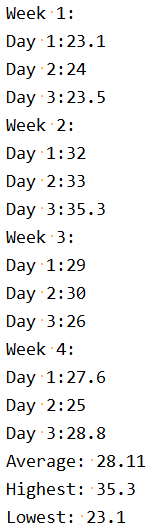 Week 1:
Day 1:23.1
Day 2:24
Day 3:23.5
Week 2:
Day 1:32
Day 2:33
Day 3:35.3
Week 3:
Day 1:29
Day 2:30
Day 3:26
Week 4:
Day 1:27.6
Day 2:25
Day 3:28.8
Average: 28.11
Highest: 35.3
Lowest: 23.1